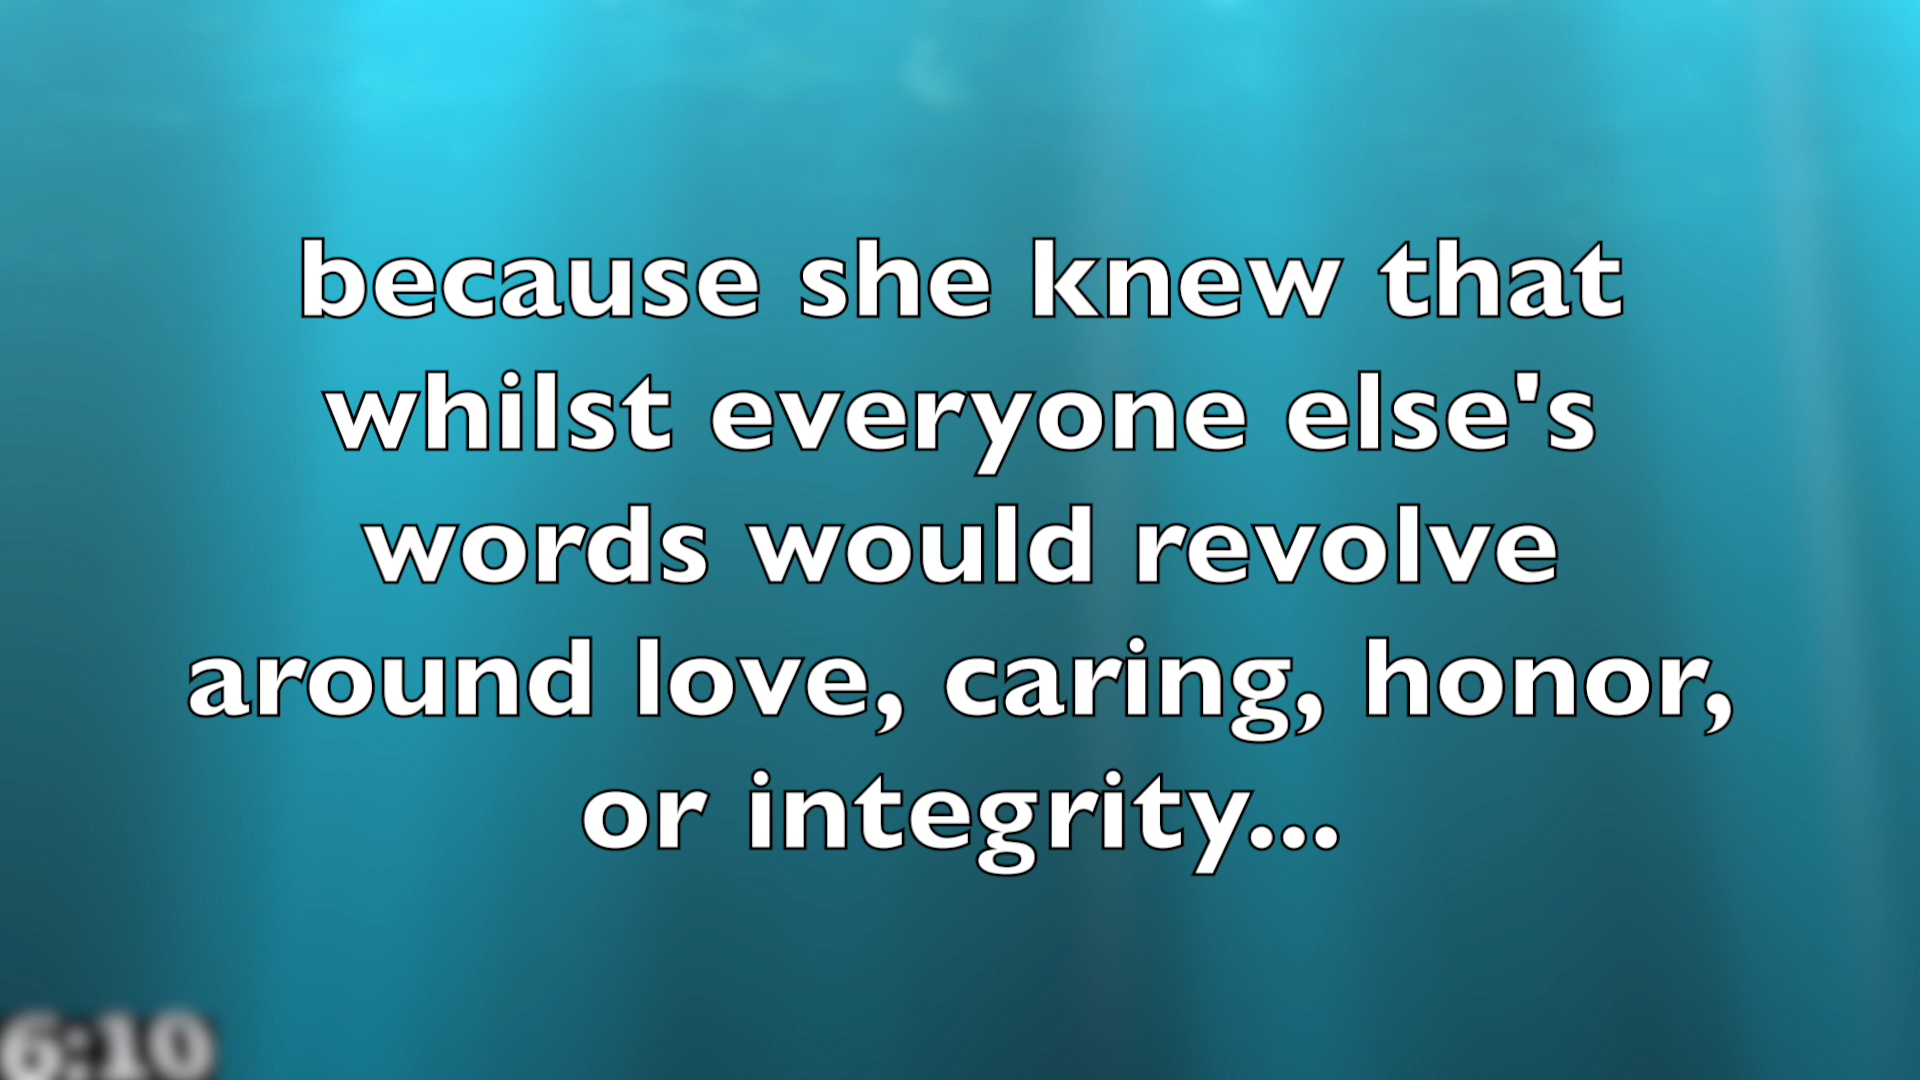 because she knew that
whilst everyone else's
words would revolve
around love, caring, honor,
or integrity...
6:10